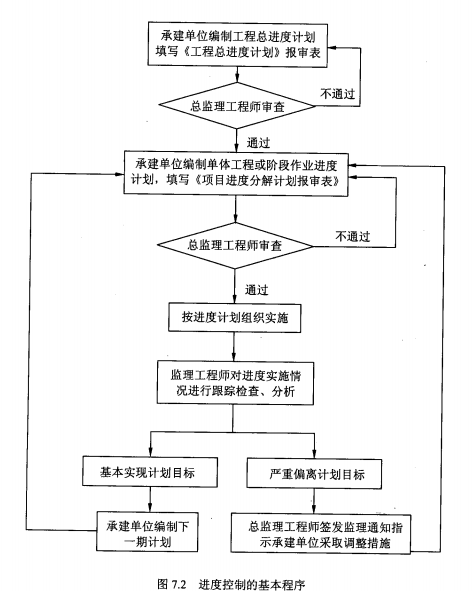 承建单位编制工程总进度计划
填写《工程总进度计划》报审表
不通过
总监理工程师审查
通过
承建单位编制单体工程或阶段作业进度
计划，填写《项目进度分解计划报审表》
不通过
总监理工程师审查
通过
按进度计划组织实施
监理工程师对进度实施情
况进行跟踪检查、分析
基本实现计划目标
严重偏离计划目标
承建单位编制下
一期计划
总监理工程师签发监理通知指
示承建单位采取调整措施
图 7.2 进度控制的基本程序